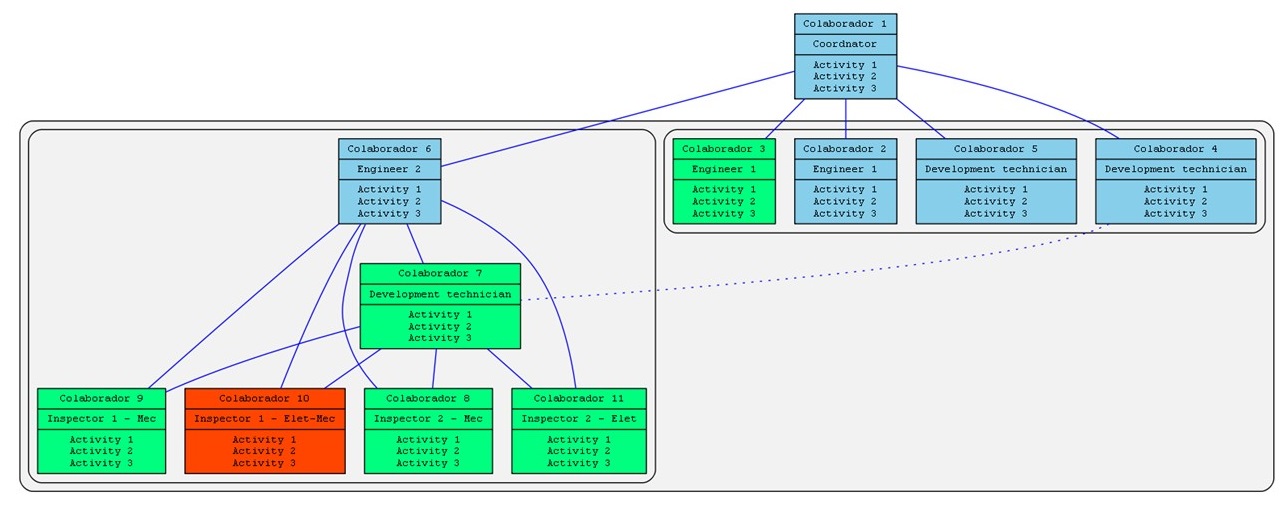 Colaborador 1
Coordnator
Activity 1
Activity 2
Activity 3
Colaborador 6
Engineer 2
Activity 1
Activity 2
Activity 3
Colaborador 3
Engineer 1
Activity 1
Activity 2
Activity 3
Colaborador 2
Engineer 1
Activity 1
Activity 2
Activity 3
Colaborador 5
Development technician
Activity 1
Activity 2
Activity 3
Colaborador 4
Development technician
Activity 1
Activity 2
Activity 3
Colaborador 7
Development technician
Activity 1
Activity 2
Activity 3
Colaborador 9
Inspector 1 - Mec
Activity 1
Activity 2
Activity 3
Colaborador 10
Inspector 1 - Elet-Mec
Activity 1
Activity 2
Activity 3
Colaborador 8
Inspector 2 - Mec
Activity 1
Activity 2
Activity 3
Colaborador 11
Inspector 2 - Elet
Activity 1
Activity 2
Activity 3